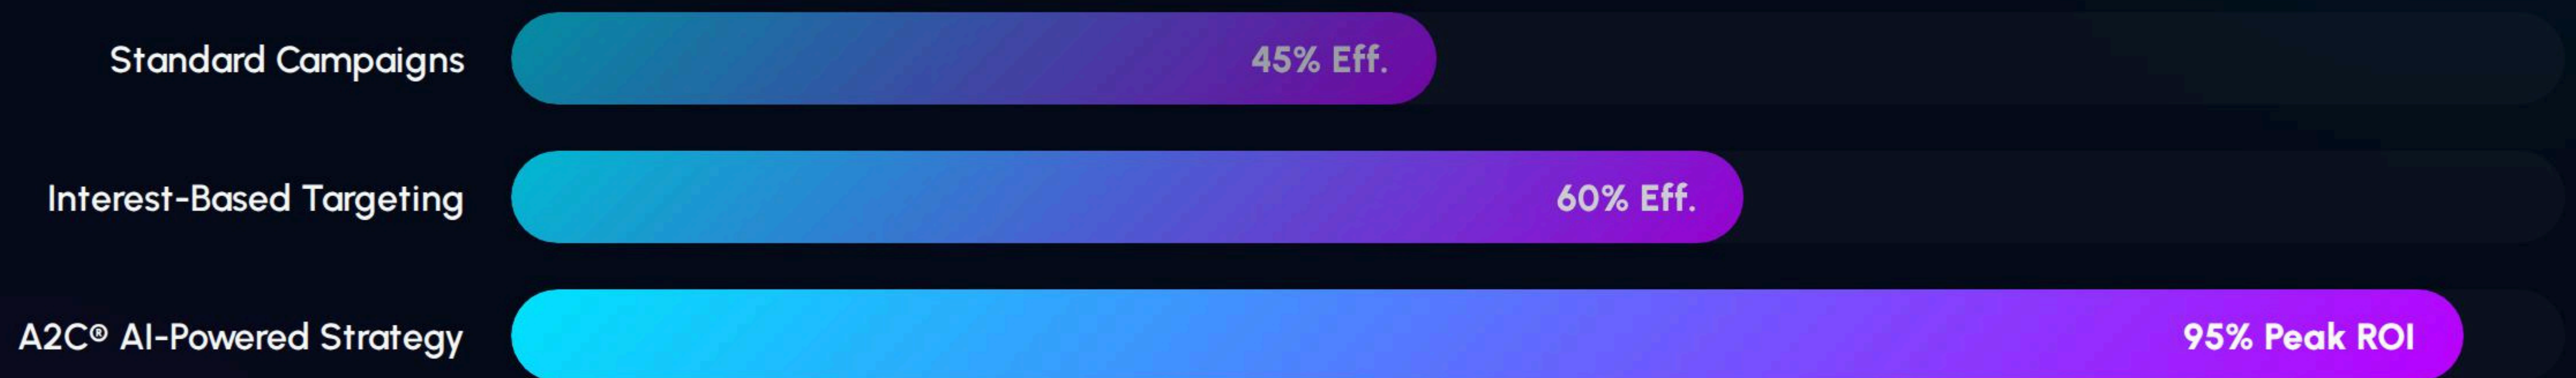 Standard Campaigns 45% Eff.
Interest-Based Targeting 60% Eff.
A2C® AI-Powered Strategy 95% Peak ROI